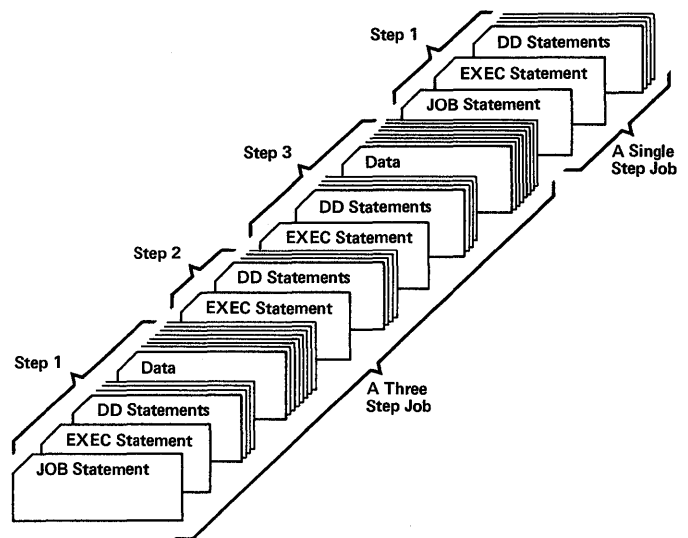 Step 1
DD Statements
EXEC Statement
JOB Statement
A Single
Step Job
Step 3
Data
DD Statements
EXEC Statement
Step 2
DD Statements
EXEC Statement
Step 1
Data
DD Statements
EXEC Statement
JOB Statement
A Three
Step Job